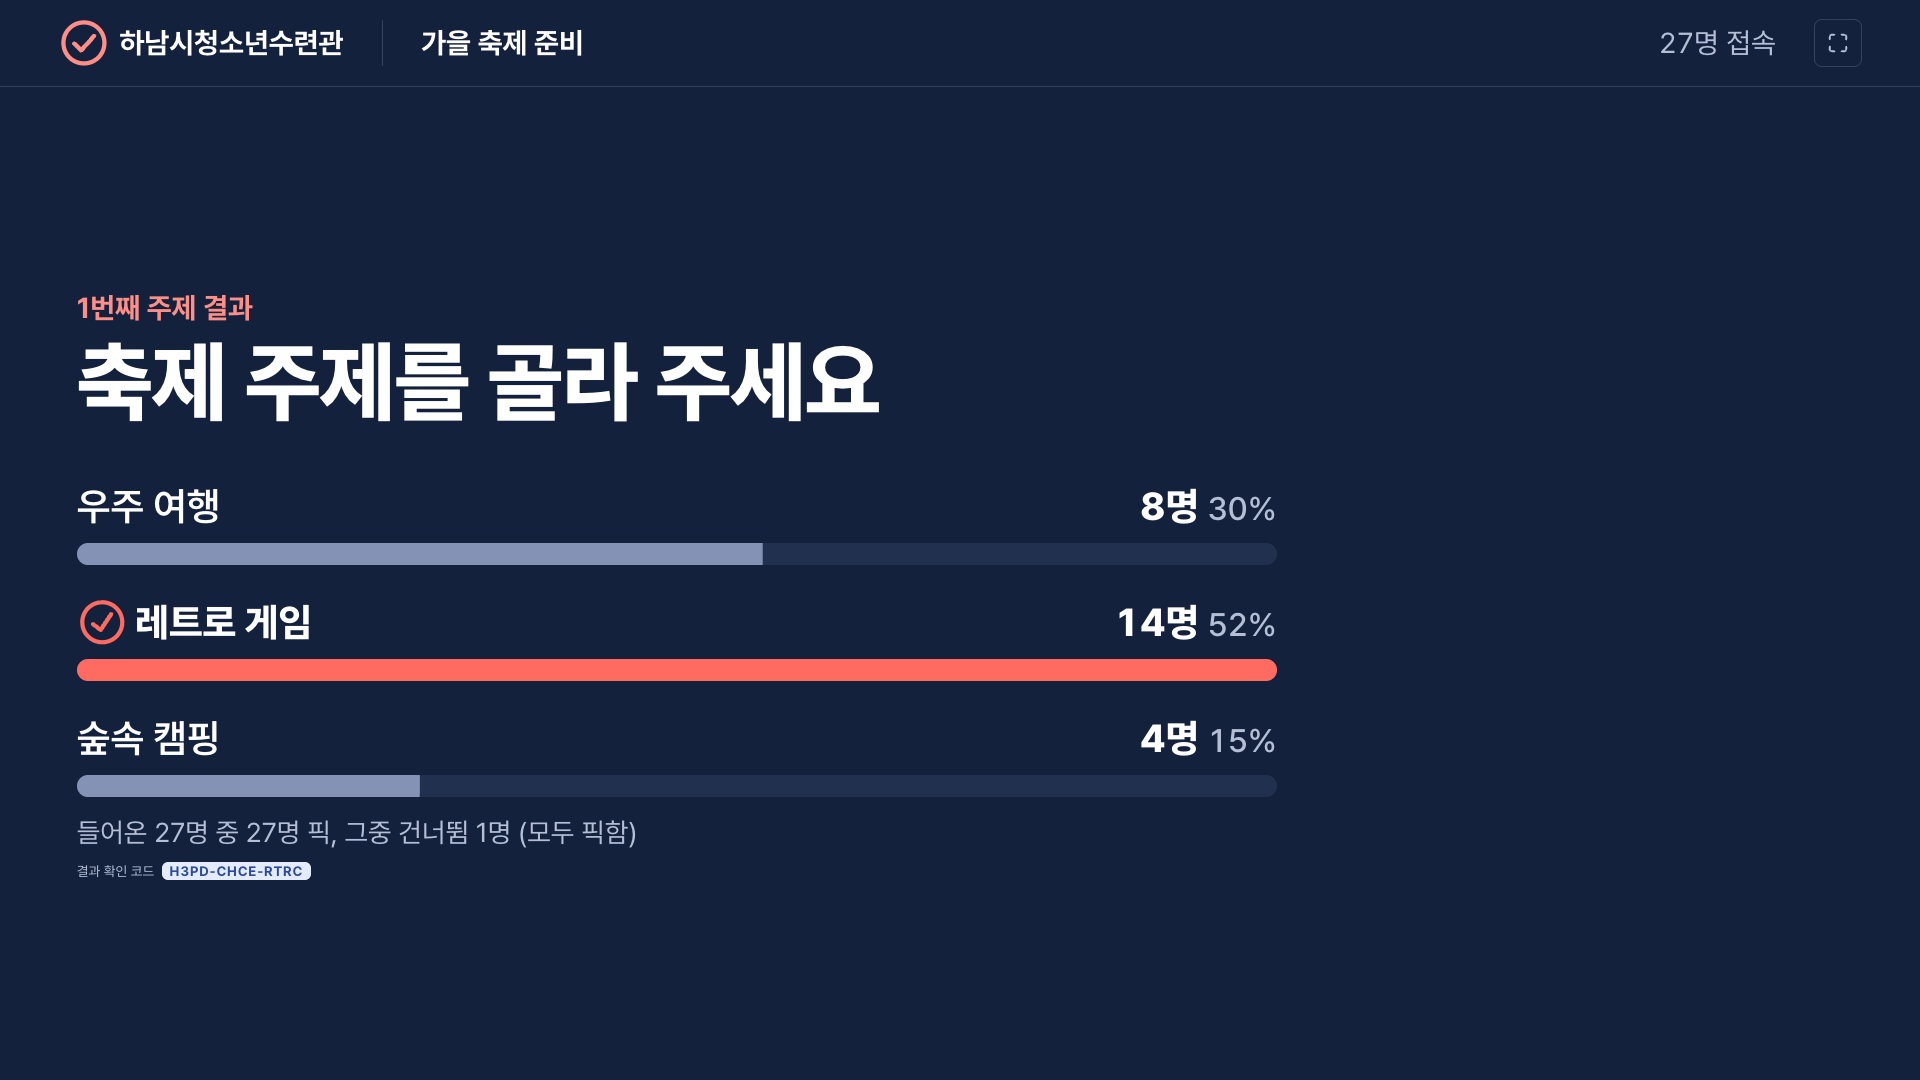 하남시청소년수련관
가을 축제 준비
27명 접속
1번째 주제 결과
축제 주제를 골라 주세요
우주 여행 8명 30%
레트로 게임 14명 52%
숲속 캠핑 4명 15%
들어온 27명 중 27명 픽, 그중 건너뜀 1명 (모두 픽함)
결과 확인 코드 H3PD-CHCE-RTRC